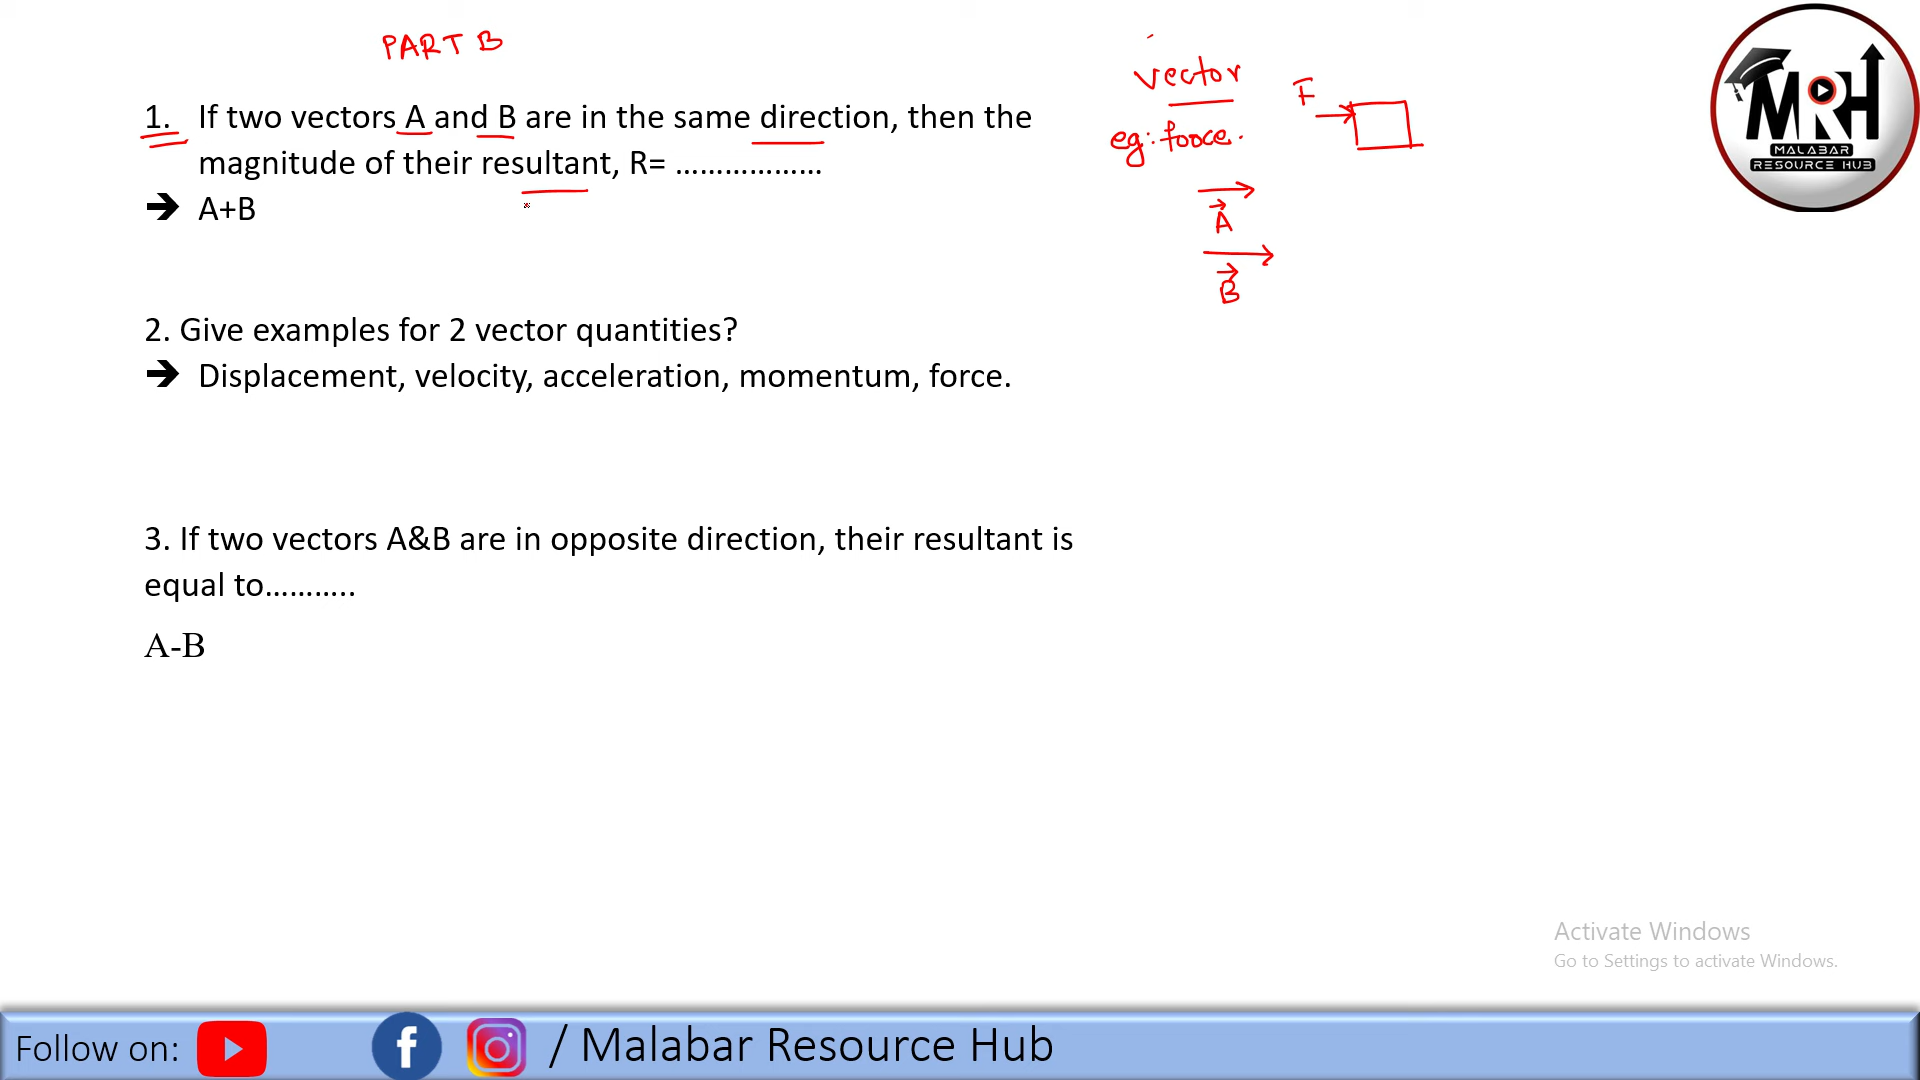 PART B
1. If two vectors A and B are in the same direction, then the
magnitude of their resultant, R= ………………
➔ A+B
2. Give examples for 2 vector quantities?
➔ Displacement, velocity, acceleration, momentum, force.
3. If two vectors A&B are in opposite direction, their resultant is
equal to………..
A-B
vector
eg: force.
F
A
B
MRH
MALABAR
RESOURCE HUB
Activate Windows
Go to Settings to activate Windows.
Follow on: / Malabar Resource Hub